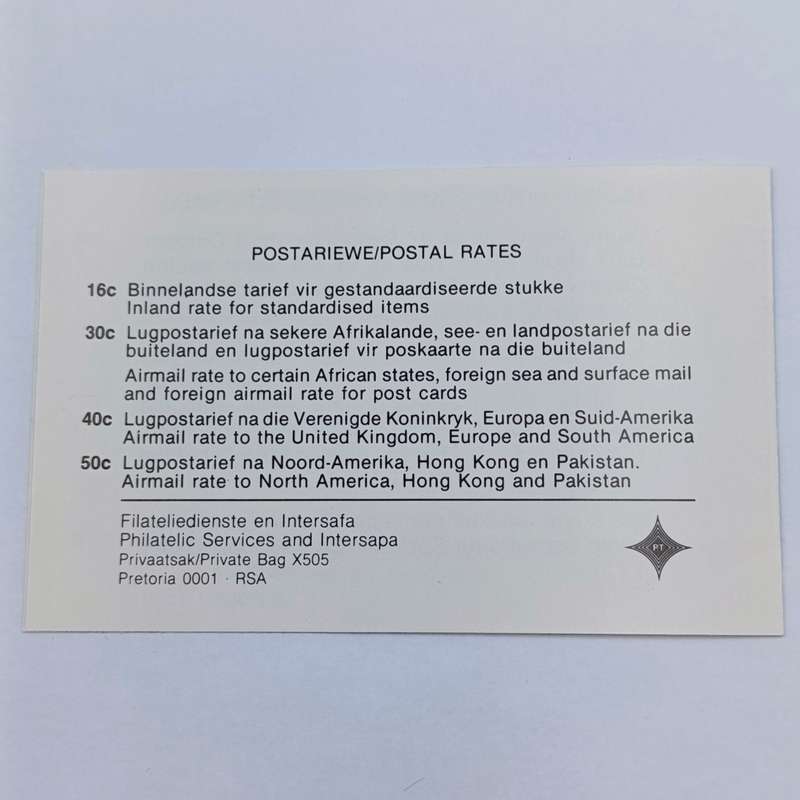 POSTARIEWE/POSTAL RATES
16c Binnelandse tarief vir gestandaardiseerde stukke
Inland rate for standardised items
30c Lugpostarief na sekere Afrikalande, see- en landpostarief na die
buiteland en lugpostarief vir poskaarte na die buiteland
Airmail rate to certain African states, foreign sea and surface mail
and foreign airmail rate for post cards
40c Lugpostarief na die Verenigde Koninkryk, Europa en Suid-Amerika
Airmail rate to the United Kingdom, Europe and South America
50c Lugpostarief na Noord-Amerika, Hong Kong en Pakistan.
Airmail rate to North America, Hong Kong and Pakistan
Filateliedienste en Intersafa
Philatelic Services and Intersapa
Privaatsak/Private Bag X505
Pretoria 0001 · RSA
PT